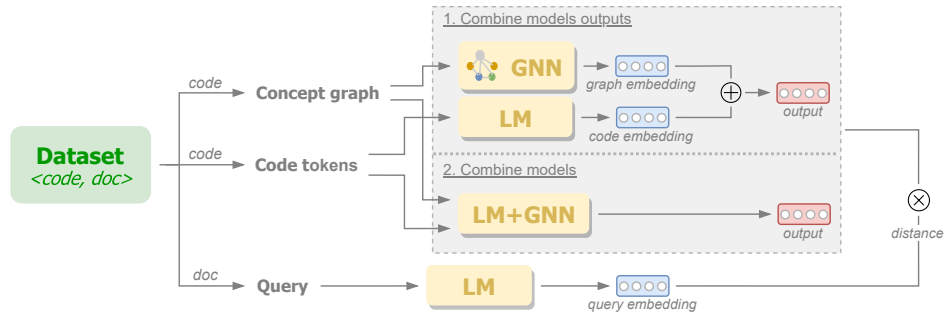 1. Combine models outputs
GNN
graph embedding
code
Concept graph
LM
code embedding
output
Dataset
<code, doc>
code
Code tokens
2. Combine models
LM+GNN
output
distance
doc
Query
LM
query embedding